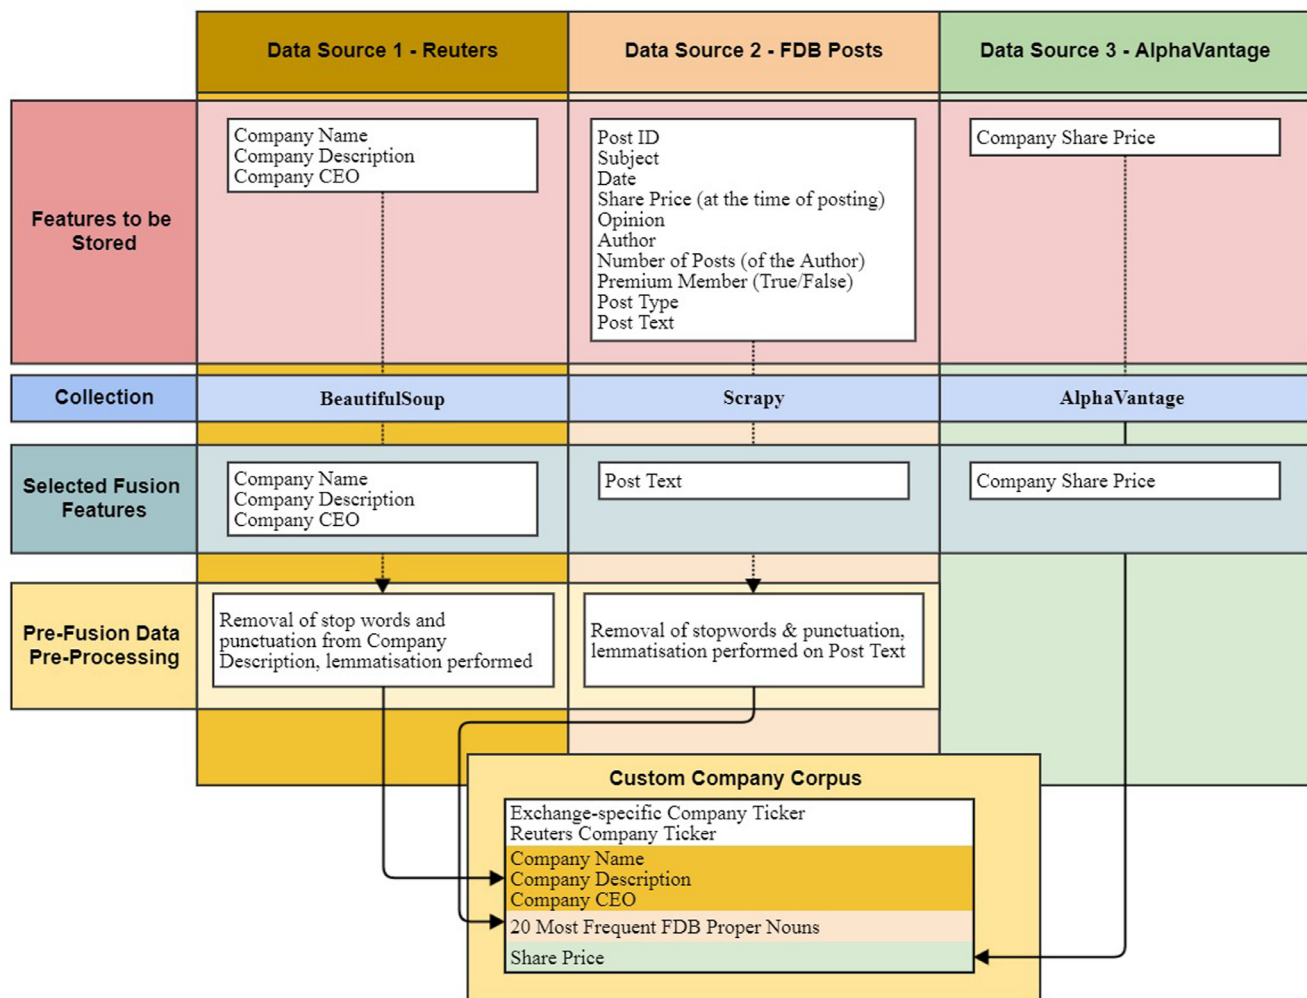 Data Source 1 - Reuters
Data Source 2 - FDB Posts
Data Source 3 - AlphaVantage
Features to be
Stored
Company Name
Company Description
Company CEO
Post ID
Subject
Date
Share Price (at the time of posting)
Opinion
Author
Number of Posts (of the Author)
Premium Member (True/False)
Post Type
Post Text
Company Share Price
Collection
BeautifulSoup
Scrapy
AlphaVantage
Selected Fusion
Features
Company Name
Company Description
Company CEO
Post Text
Company Share Price
Pre-Fusion Data
Pre-Processing
Removal of stop words and
punctuation from Company
Description, lemmatisation performed
Removal of stopwords & punctuation,
lemmatisation performed on Post Text
Custom Company Corpus
Exchange-specific Company Ticker
Reuters Company Ticker
Company Name
Company Description
Company CEO
20 Most Frequent FDB Proper Nouns
Share Price